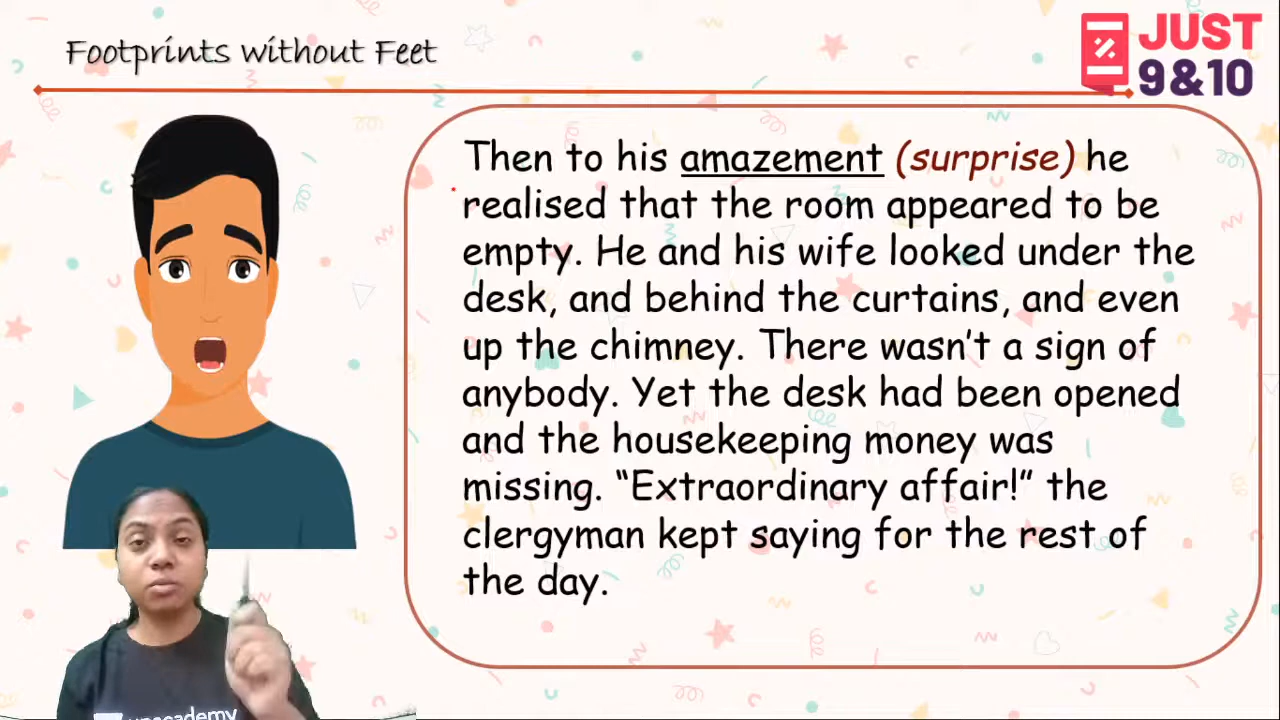 Footprints without Feet
JUST
9&10
Then to his amazement (surprise) he
realised that the room appeared to be
empty. He and his wife looked under the
desk, and behind the curtains, and even
up the chimney. There wasn’t a sign of
anybody. Yet the desk had been opened
and the housekeeping money was
missing. “Extraordinary affair!” the
clergyman kept saying for the rest of
the day.